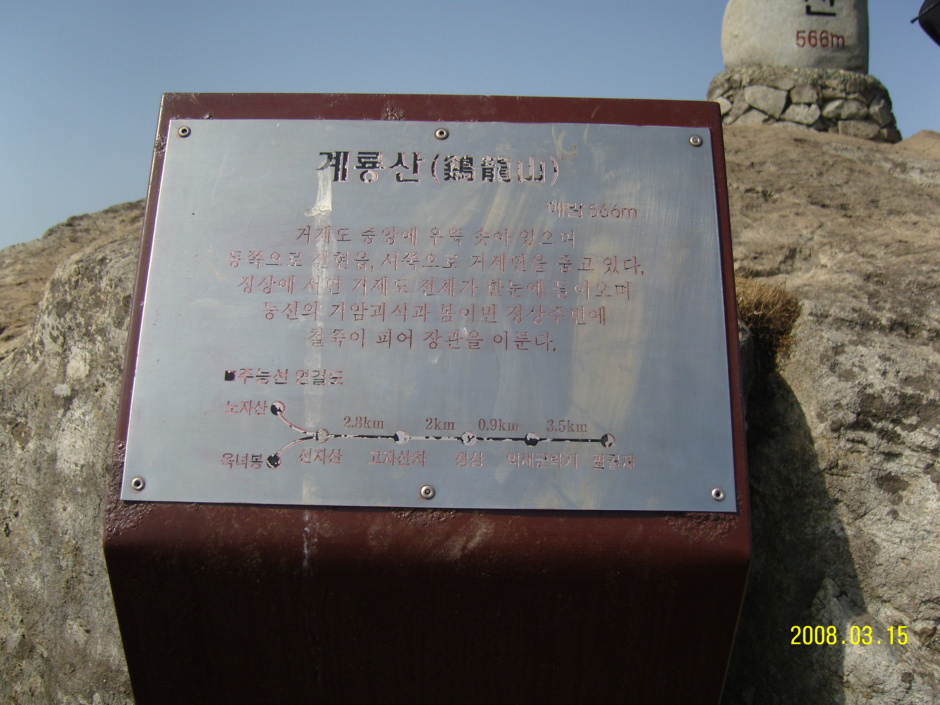 산
566m
계룡산(鷄龍山)
해발 566m
거제도 중앙에 우뚝 솟아 있으며
동쪽으로 신현읍, 서쪽으로 거제만을 품고 있다.
정상에 서면 거제도 전체가 한눈에 들어오며
능선의 기암괴석과 봄이면 정상주변에
철쭉이 피어 장관을 이룬다.
■주능선 연결도
노자산
2.8km 2km 0.9km 3.5km
옥녀봉 선자산 고자산치 정상
2008.03.15